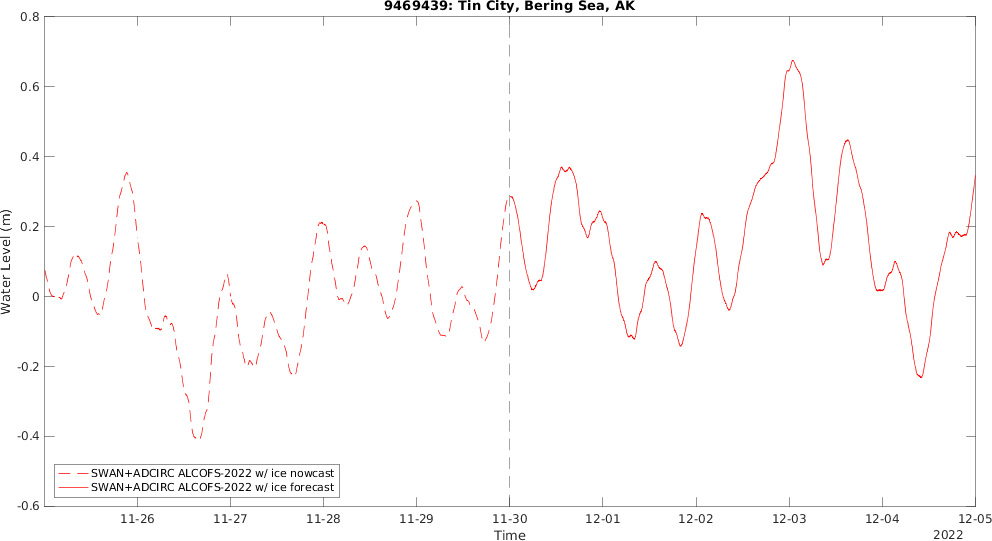 9469439: Tin City, Bering Sea, AK
Water Level (m)
0.8
0.6
0.4
0.2
0
-0.2
-0.4
-0.6
SWAN+ADCIRC ALCOFS-2022 w/ ice nowcast
SWAN+ADCIRC ALCOFS-2022 w/ ice forecast
11-26 11-27 11-28 11-29 11-30 12-01 12-02 12-03 12-04 12-05
Time
2022